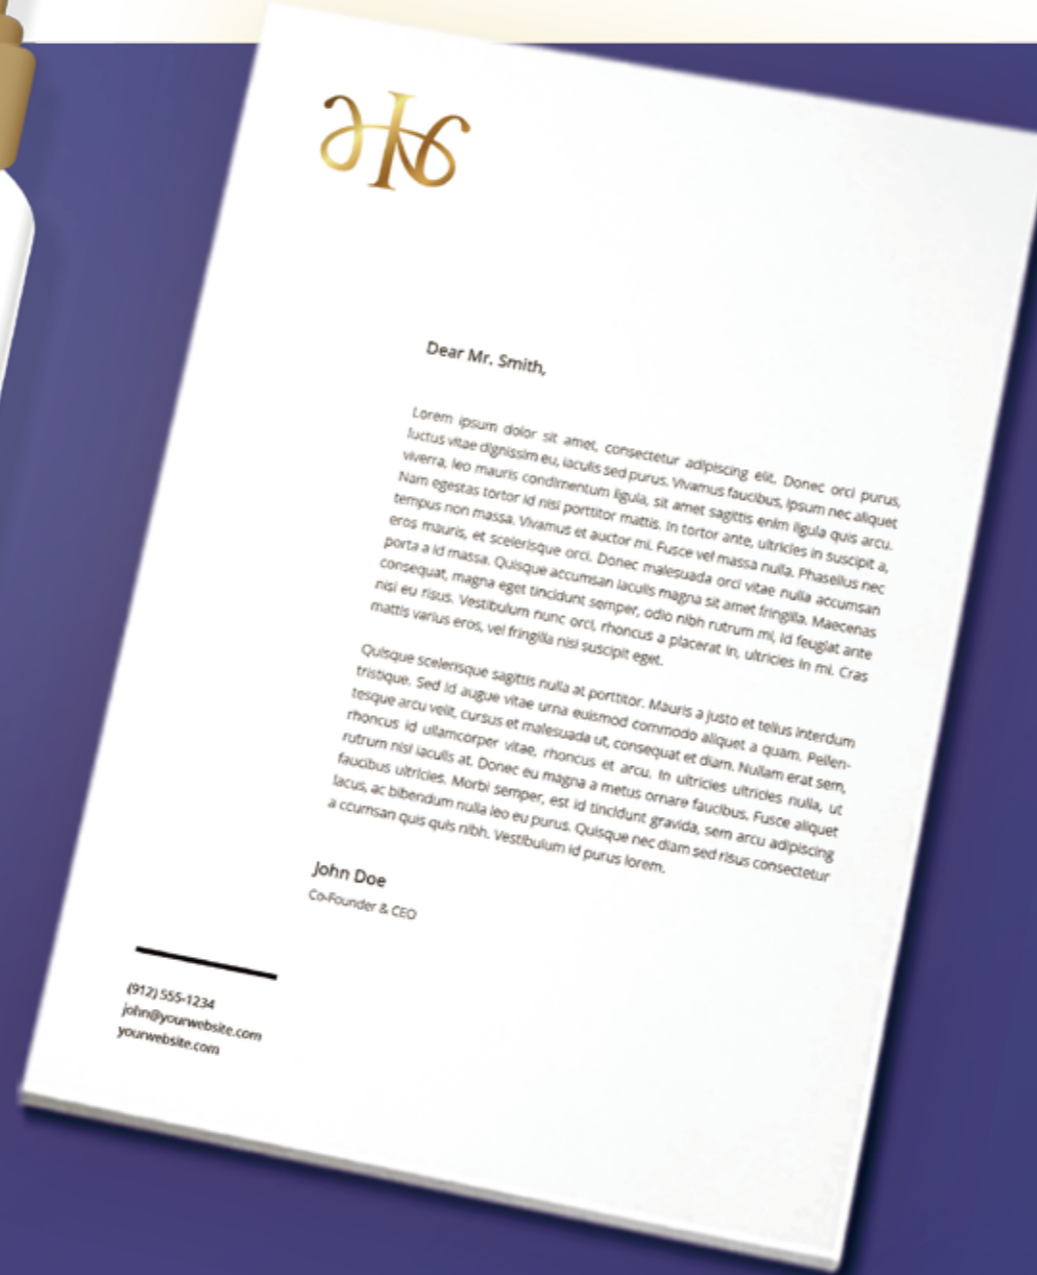 Dear Mr. Smith,
Lorem ipsum dolor sit amet, consectetur adipiscing elit. Donec orci purus,
luctus vitae dignissim eu, iaculis sed purus. Vivamus faucibus, ipsum nec aliquet
viverra, leo mauris condimentum ligula, sit amet sagittis enim ligula quis arcu.
Nam egestas tortor id nisi porttitor mattis. In tortor ante, ultricies in suscipit a,
tempus non massa. Vivamus et auctor mi. Fusce vel massa nulla. Phasellus nec
eros mauris, et scelerisque orci. Donec malesuada orci vitae nulla accumsan
porta a id massa. Quisque accumsan iaculis magna sit amet fringilla. Maecenas
consequat, magna eget tincidunt semper, odio nibh rutrum mi, id feugiat ante
nisi eu risus. Vestibulum nunc orci, rhoncus a placerat in, ultricies in mi. Cras
mattis varius eros, vel fringilla nisi suscipit eget.
Quisque scelerisque sagittis nulla at porttitor. Mauris a justo et tellus interdum
tristique. Sed id augue vitae urna euismod commodo aliquet a quam. Pellen-
tesque arcu velit, cursus et malesuada ut, consequat et diam. Nullam erat sem,
rhoncus id ullamcorper vitae, rhoncus et arcu. In ultricies ultricies nulla, ut
rutrum nisl iaculis at. Donec eu magna a metus ornare faucibus. Fusce aliquet
faucibus ultricies. Morbi semper, est id tincidunt gravida, sem arcu adipiscing
lacus, ac bibendum nulla leo eu purus. Quisque nec diam sed risus consectetur
a ccumsan quis quis nibh. Vestibulum id purus lorem.
John Doe
Co-Founder & CEO
(912) 555-1234
john@yourwebsite.com
yourwebsite.com